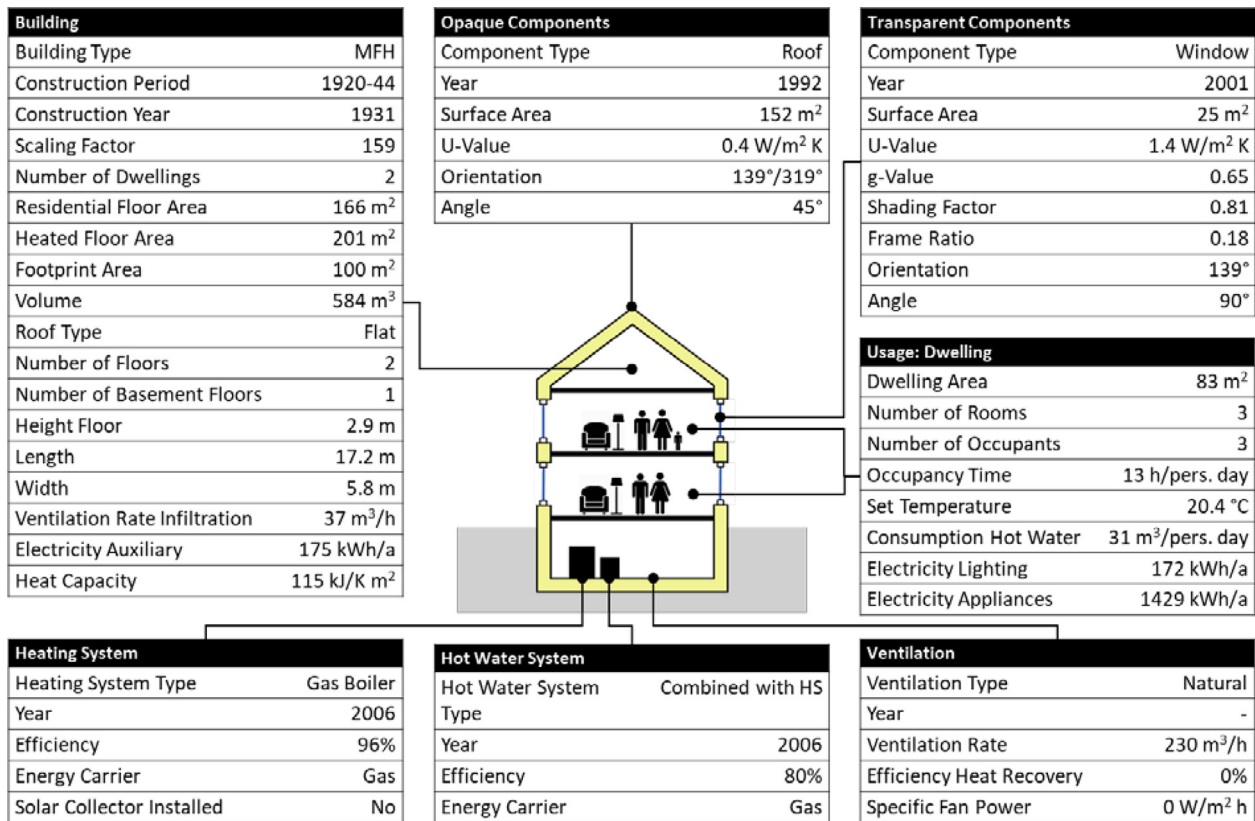 Building
Building Type MFH
Construction Period 1920-44
Construction Year 1931
Scaling Factor 159
Number of Dwellings 2
Residential Floor Area 166 m²
Heated Floor Area 201 m²
Footprint Area 100 m²
Volume 584 m³
Roof Type Flat
Number of Floors 2
Number of Basement Floors 1
Height Floor 2.9 m
Length 17.2 m
Width 5.8 m
Ventilation Rate Infiltration 37 m³/h
Electricity Auxiliary 175 kWh/a
Heat Capacity 115 kJ/K m²
Opaque Components
Component Type Roof
Year 1992
Surface Area 152 m²
U-Value 0.4 W/m² K
Orientation 139°/319°
Angle 45°
Transparent Components
Component Type Window
Year 2001
Surface Area 25 m²
U-Value 1.4 W/m² K
g-Value 0.65
Shading Factor 0.81
Frame Ratio 0.18
Orientation 139°
Angle 90°
Usage: Dwelling
Dwelling Area 83 m²
Number of Rooms 3
Number of Occupants 3
Occupancy Time 13 h/pers. day
Set Temperature 20.4 °C
Consumption Hot Water 31 m³/pers. day
Electricity Lighting 172 kWh/a
Electricity Appliances 1429 kWh/a
Heating System
Heating System Type Gas Boiler
Year 2006
Efficiency 96%
Energy Carrier Gas
Solar Collector Installed No
Hot Water System
Hot Water System Combined with HS
Type
Year 2006
Efficiency 80%
Energy Carrier Gas
Ventilation
Ventilation Type Natural
Year -
Ventilation Rate 230 m³/h
Efficiency Heat Recovery 0%
Specific Fan Power 0 W/m² h